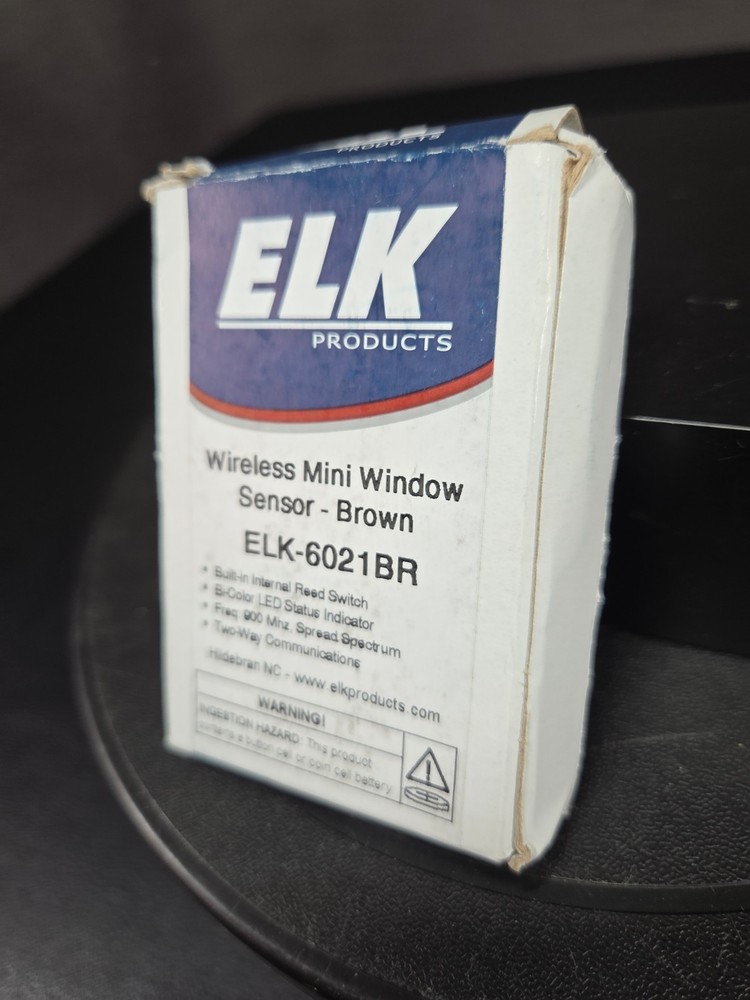 PRODUCTS
ELK
PRODUCTS
Wireless Mini Window
Sensor - Brown
ELK-6021BR
• Built-in Internal Reed Switch
• Bi-Color LED Status Indicator
• Freq. 900 Mhz. Spread Spectrum
• Two-Way Communications
Hildebran NC - www.elkproducts.com
WARNING!
INGESTION HAZARD: This product
contains a button cell or coin cell battery